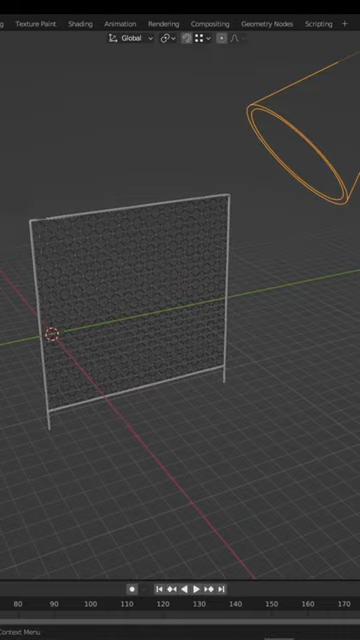 Texture Paint Shading Animation Rendering Compositing Geometry Nodes Scripting +
Global
80 90 100 110 120 130 140 150 160 170
Context Menu